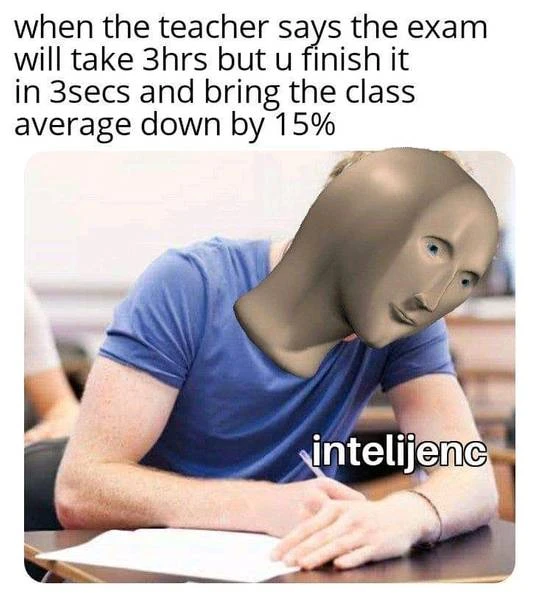 when the teacher says the exam
will take 3hrs but u finish it
in 3secs and bring the class
average down by 15%
intelijenc